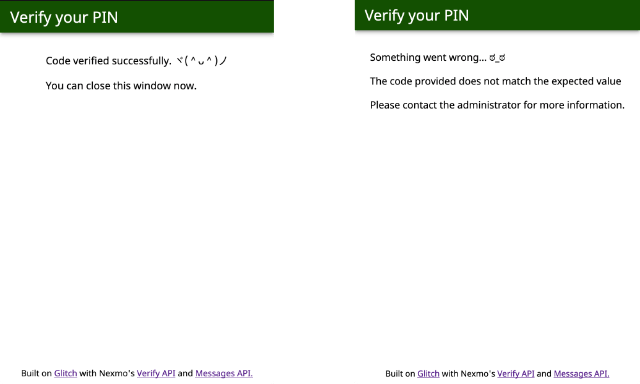 Verify your PIN
Code verified successfully. ヾ(＾ᴗ＾)ノ
You can close this window now.
Built on Glitch with Nexmo's Verify API and Messages API.
Verify your PIN
Something went wrong... ಠ_ಠ
The code provided does not match the expected value
Please contact the administrator for more information.
Built on Glitch with Nexmo's Verify API and Messages API.